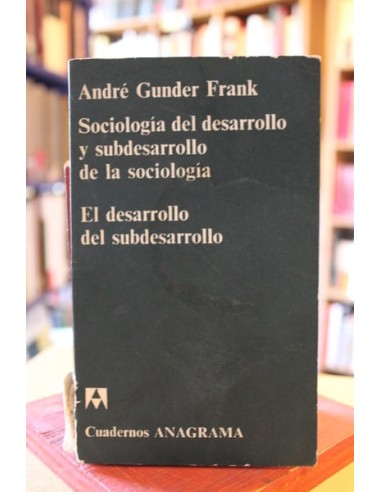 André Gunder Frank
Sociología del desarrollo
y subdesarrollo
de la sociología
El desarrollo
del subdesarrollo
Cuadernos ANAGRAMA